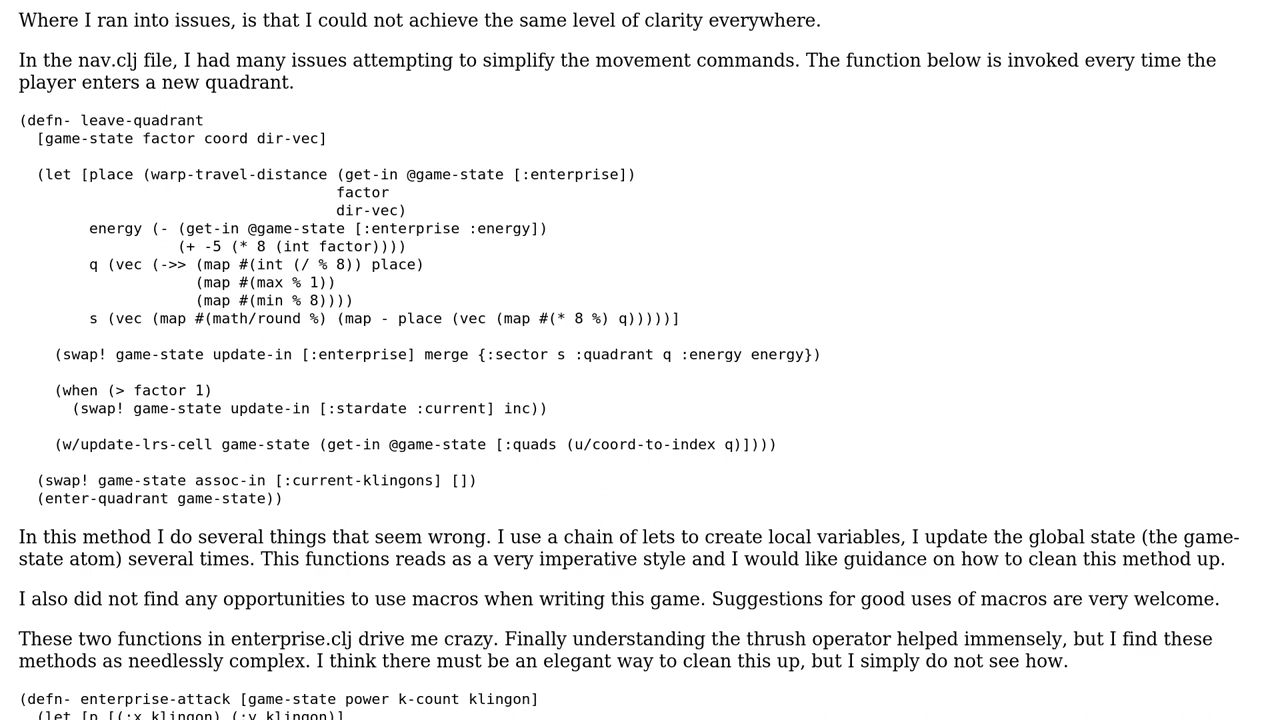 Where I ran into issues, is that I could not achieve the same level of clarity everywhere.
In the nav.clj file, I had many issues attempting to simplify the movement commands. The function below is invoked every time the
player enters a new quadrant.
(defn- leave-quadrant
  [game-state factor coord dir-vec]
  (let [place (warp-travel-distance (get-in @game-state [:enterprise])
                                    factor
                                    dir-vec)
        energy (- (get-in @game-state [:enterprise :energy])
                  (+ -5 (* 8 (int factor))))
        q (vec (->> (map #(int (/ % 8)) place)
                    (map #(max % 1))
                    (map #(min % 8))))
        s (vec (map #(math/round %) (map - place (vec (map #(* 8 %) q)))))]
    (swap! game-state update-in [:enterprise] merge {:sector s :quadrant q :energy energy})
    (when (> factor 1)
      (swap! game-state update-in [:stardate :current] inc))
    (w/update-lrs-cell game-state (get-in @game-state [:quads (u/coord-to-index q)])))
  (swap! game-state assoc-in [:current-klingons] [])
  (enter-quadrant game-state))
In this method I do several things that seem wrong. I use a chain of lets to create local variables, I update the global state (the game-
state atom) several times. This functions reads as a very imperative style and I would like guidance on how to clean this method up.
I also did not find any opportunities to use macros when writing this game. Suggestions for good uses of macros are very welcome.
These two functions in enterprise.clj drive me crazy. Finally understanding the thrush operator helped immensely, but I find these
methods as needlessly complex. I think there must be an elegant way to clean this up, but I simply do not see how.
(defn- enterprise-attack [game-state power k-count klingon]
  (let [p [(:x klingon) (:y klingon)]